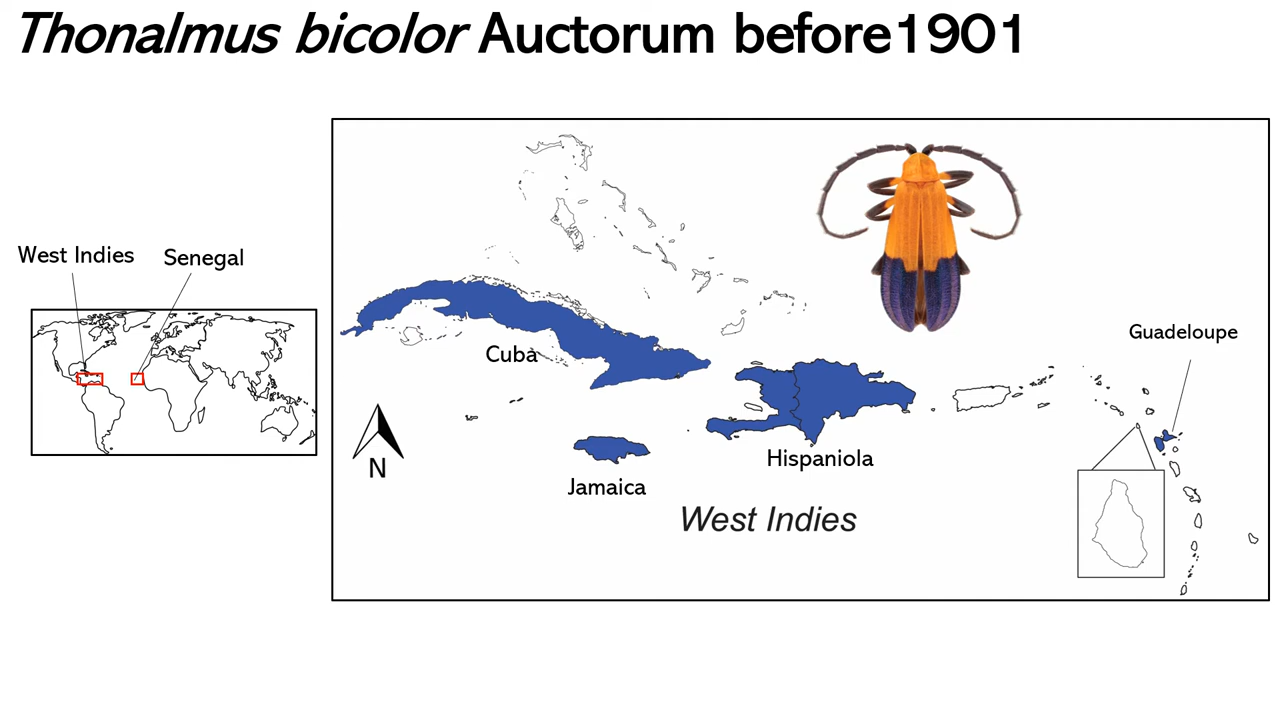 Thonalmus bicolor Auctorum before1901
West Indies
Senegal
Guadeloupe
Cuba
N
Jamaica
Hispaniola
West Indies